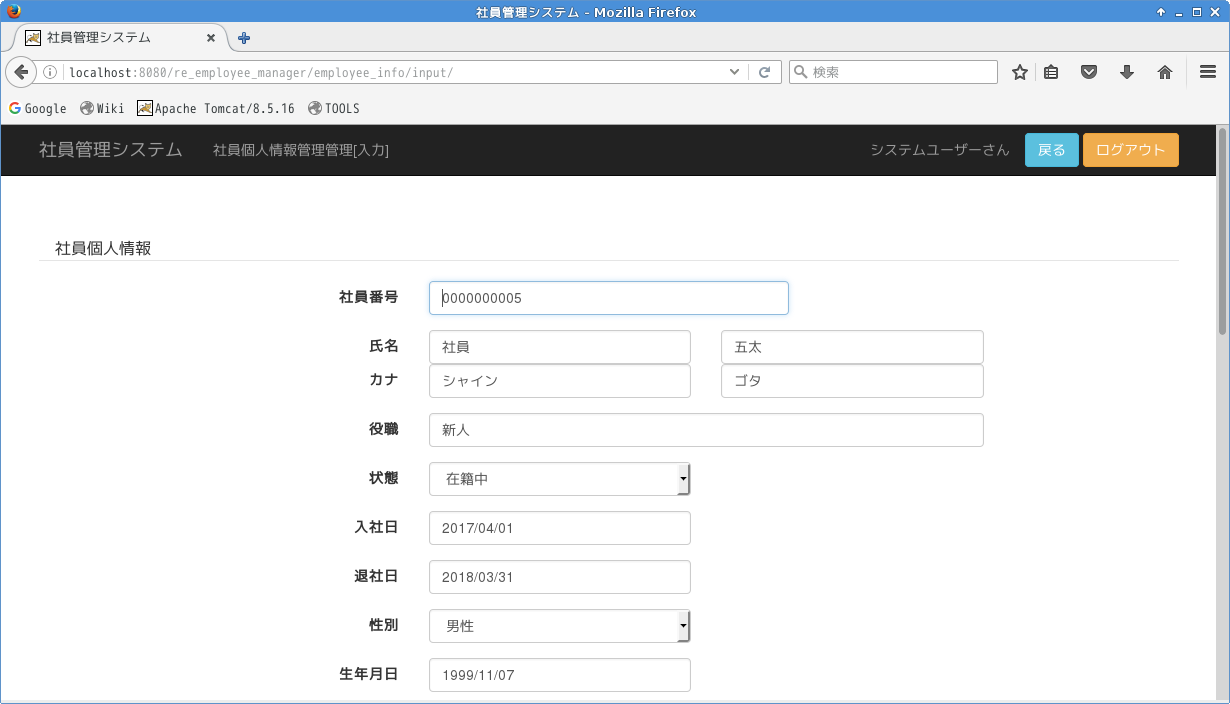 社員管理システム - Mozilla Firefox
社員管理システム
localhost:8080/re_employee_manager/employee_info/input/
検索
Google Wiki Apache Tomcat/8.5.16 TOOLS
社員管理システム 社員個人情報管理管理[入力] システムユーザーさん 戻る ログアウト
社員個人情報
社員番号 0000000005
氏名 社員 五太
カナ シャイン ゴタ
役職 新人
状態 在籍中
入社日 2017/04/01
退社日 2018/03/31
性別 男性
生年月日 1999/11/07